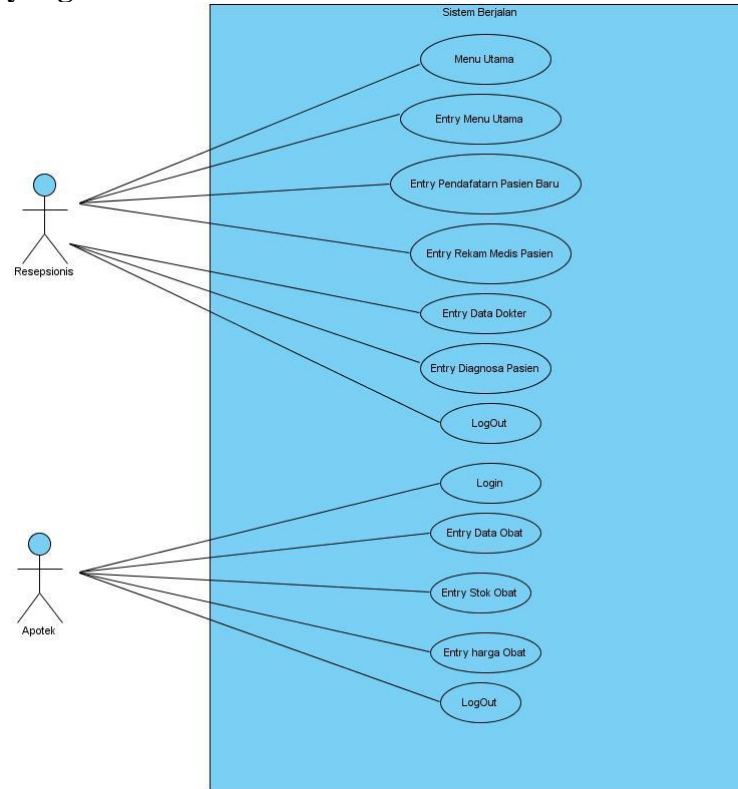 Sistem Berjalan
Menu Utama
Entry Menu Utama
Entry Pendafatarn Pasien Baru
Entry Rekam Medis Pasien
Resepsionis
Entry Data Dokter
Entry Diagnosa Pasien
LogOut
Login
Entry Data Obat
Entry Stok Obat
Apotek
Entry harga Obat
LogOut